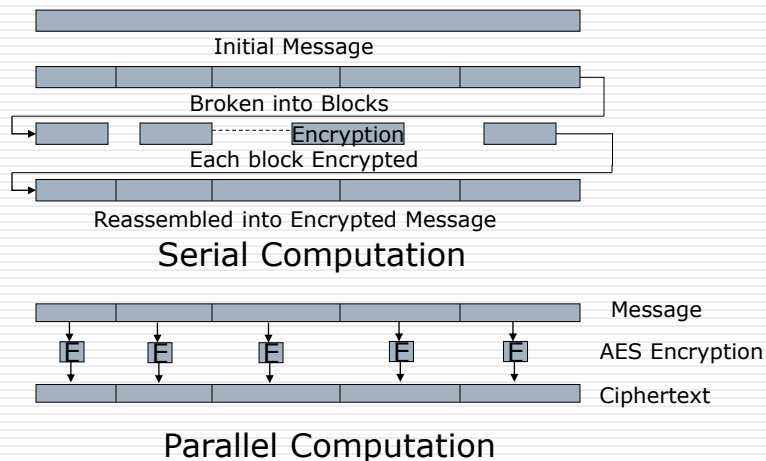 Initial Message
Broken into Blocks
Encryption
Each block Encrypted
Reassembled into Encrypted Message
Serial Computation
Message
E E E E E
AES Encryption
Ciphertext
Parallel Computation